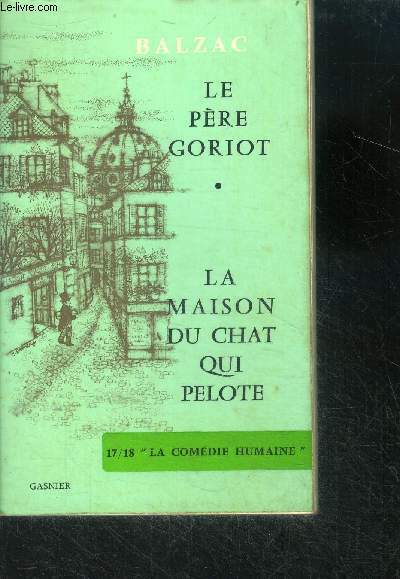 Le-livre.com
BALZAC
LE
PÈRE
GORIOT
•
LA
MAISON
DU CHAT
QUI
PELOTE
17/18 " LA COMÉDIE HUMAINE "
GASNIER